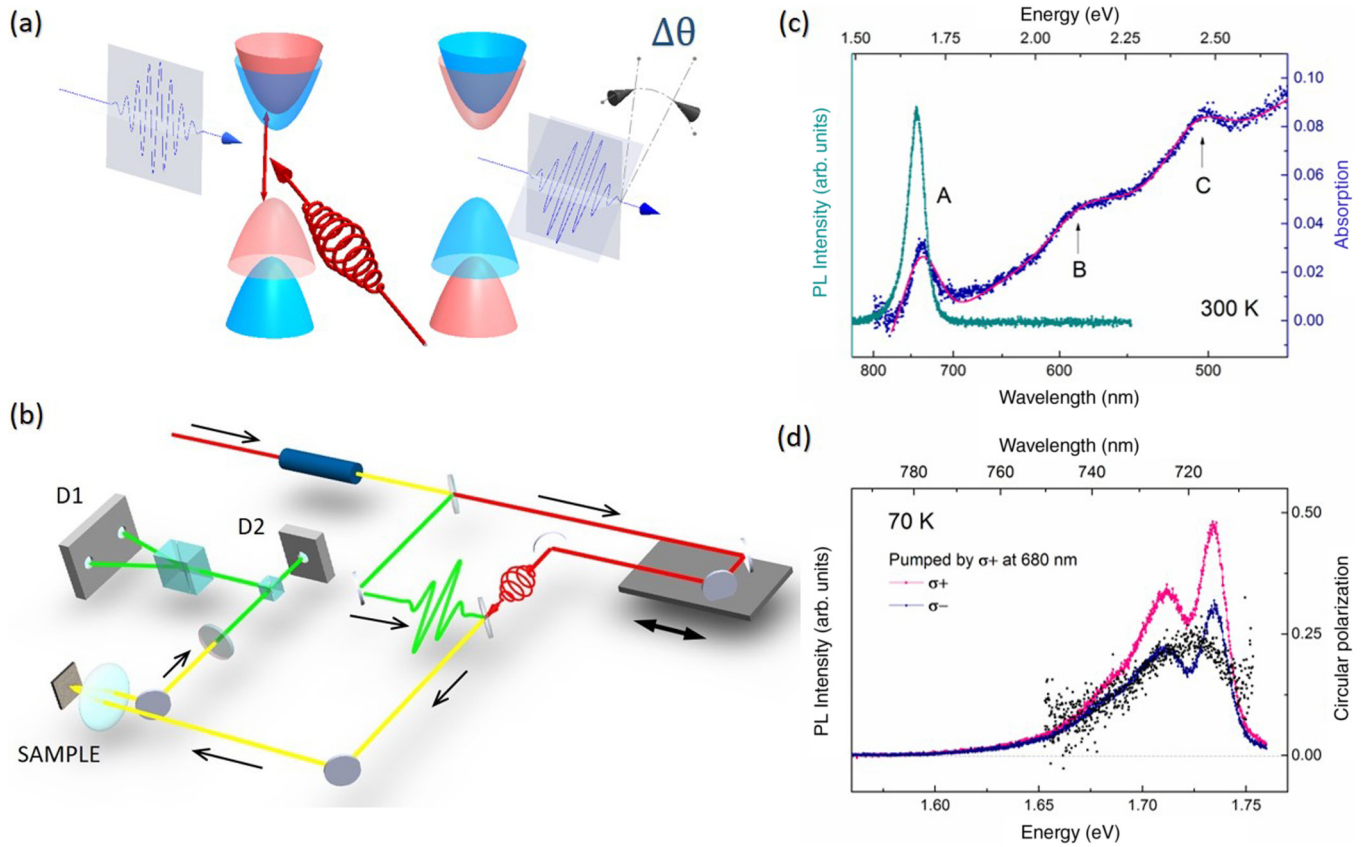 (a)
Δθ
(b)
D1
D2
SAMPLE
(c)
Energy (eV)
1.50 1.75 2.00 2.25 2.50
PL Intensity (arb. units)
A
B
C
300 K
0.10
0.08
0.06
0.04
0.02
0.00
Absorption
800 700 600 500
Wavelength (nm)
(d)
Wavelength (nm)
780 760 740 720
70 K
Pumped by σ+ at 680 nm
σ+
σ−
PL Intensity (arb. units)
0.50
0.25
0.00
Circular polarization
1.60 1.65 1.70 1.75
Energy (eV)